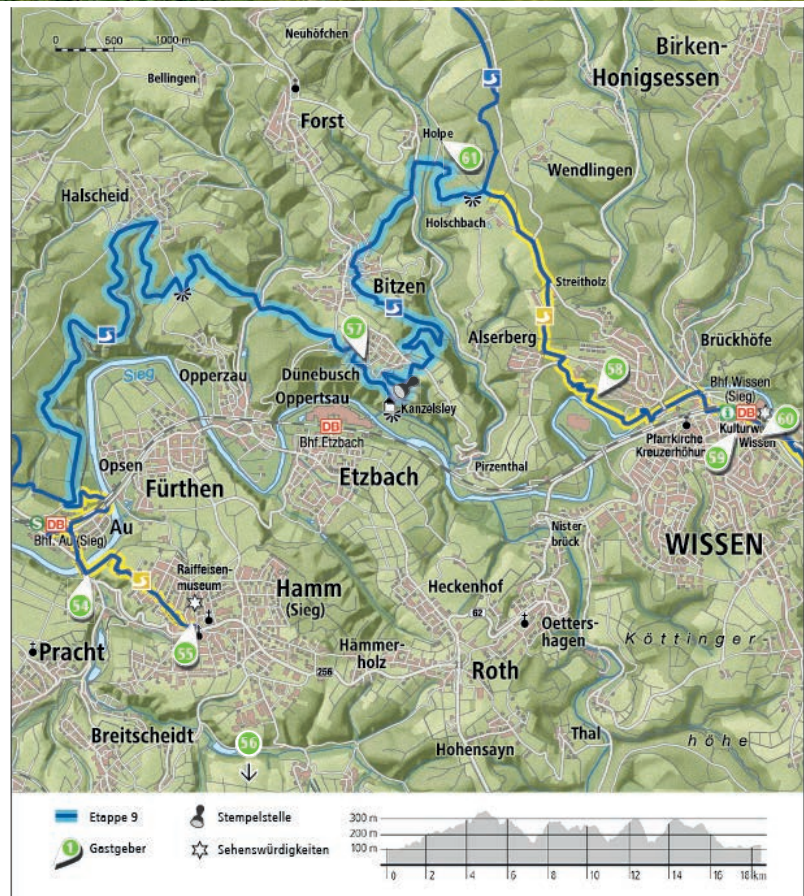 0 500 1000 m
Neuhöfchen
Birken-
Honigsessen
Bellingen
Forst
Holpe
61
Wendlingen
Halscheid
Holschbach
Bitzen
Streitholz
57
Alserberg
Brückhöfe
Sieg
Opperzau
Dünebusch
Oppertsau
58
Bhf. Wissen
(Sieg)
Kanzelsley
DB
Bhf. Etzbach
i
DB
60
Kulturw
Wissen
Pfarrkirche
Kreuzerhöhun
59
Opsen
Fürthen
Etzbach
Pirzenthal
S
DB
Au
Bhf. Au (Sieg)
Nister-
brück
WISSEN
Raiffeisen-
museum
Hamm
(Sieg)
Heckenhof
54
62
Oetters-
hagen
Köttinger-
Pracht
55
Hämmer-
holz
Roth
256
Breitscheidt
56
Hohensayn
Thal
höhe
Etappe 9
Stempelstelle
1
Gastgeber
Sehenswürdigkeiten
300 m
200 m
100 m
0 2 4 6 8 10 12 14 16 18 km